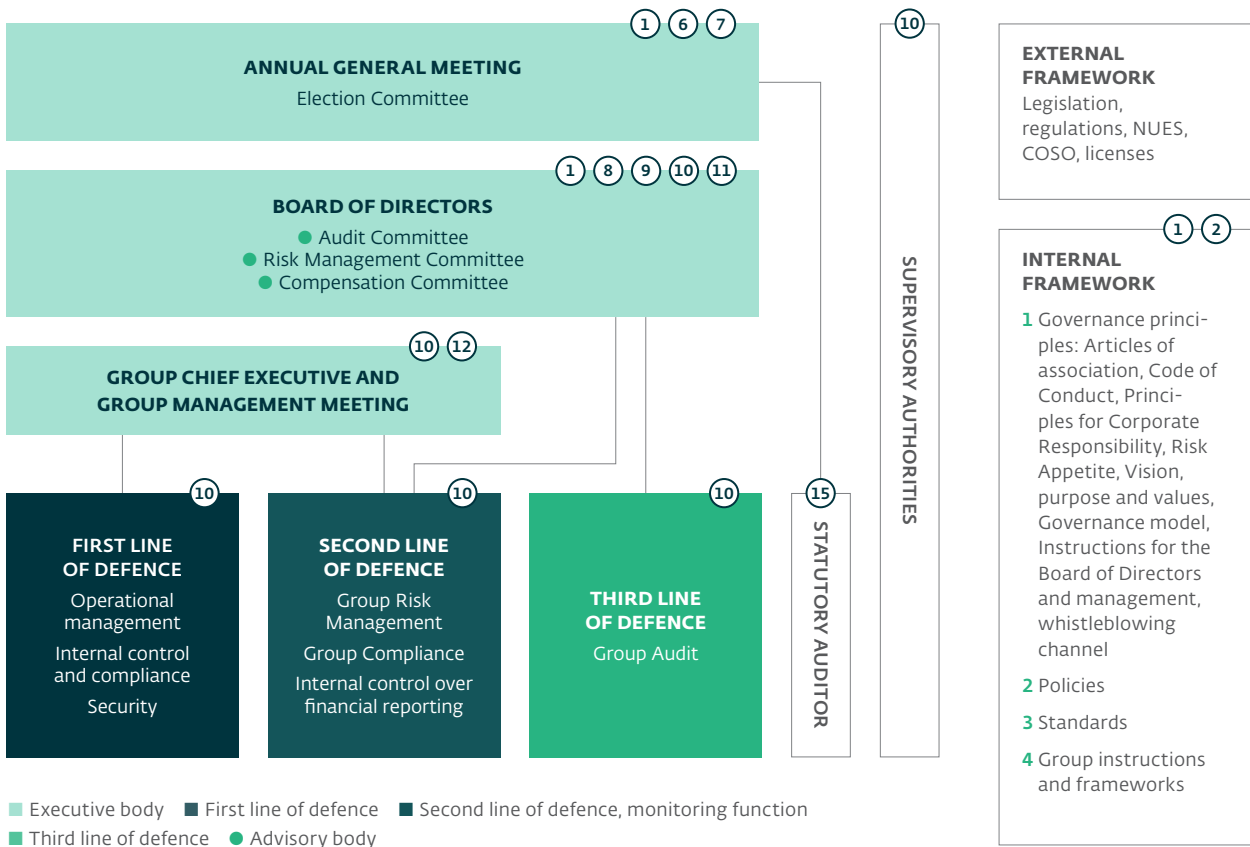 1 6 7
ANNUAL GENERAL MEETING
Election Committee
1 8 9 10 11
BOARD OF DIRECTORS
Audit Committee
Risk Management Committee
Compensation Committee
10 12
GROUP CHIEF EXECUTIVE AND
GROUP MANAGEMENT MEETING
10
FIRST LINE
OF DEFENCE
Operational
management
Internal control
and compliance
Security
10
SECOND LINE
OF DEFENCE
Group Risk
Management
Group Compliance
Internal control over
financial reporting
10
THIRD LINE
OF DEFENCE
Group Audit
15
STATUTORY AUDITOR
10
SUPERVISORY AUTHORITIES
EXTERNAL
FRAMEWORK
Legislation,
regulations, NUES,
COSO, licenses
1 2
INTERNAL
FRAMEWORK
1 Governance princi-
ples: Articles of
association, Code of
Conduct, Princi-
ples for Corporate
Responsibility, Risk
Appetite, Vision,
purpose and values,
Governance model,
Instructions for the
Board of Directors
and management,
whistleblowing
channel
2 Policies
3 Standards
4 Group instructions
and frameworks
Executive body First line of defence Second line of defence, monitoring function
Third line of defence Advisory body